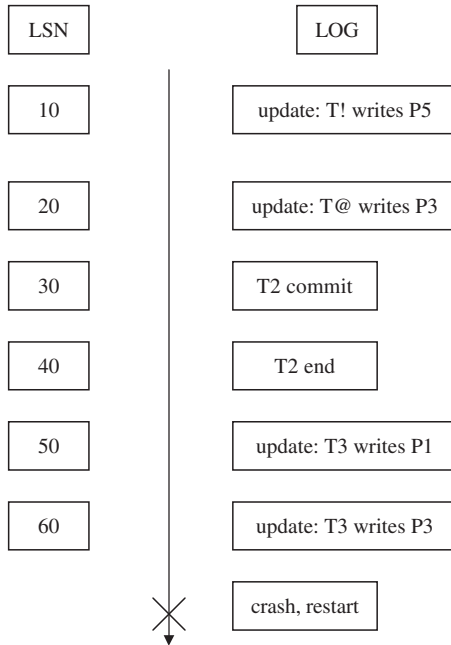 LSN LOG
10 update: T! writes P5
20 update: T@ writes P3
30 T2 commit
40 T2 end
50 update: T3 writes P1
60 update: T3 writes P3
crash, restart